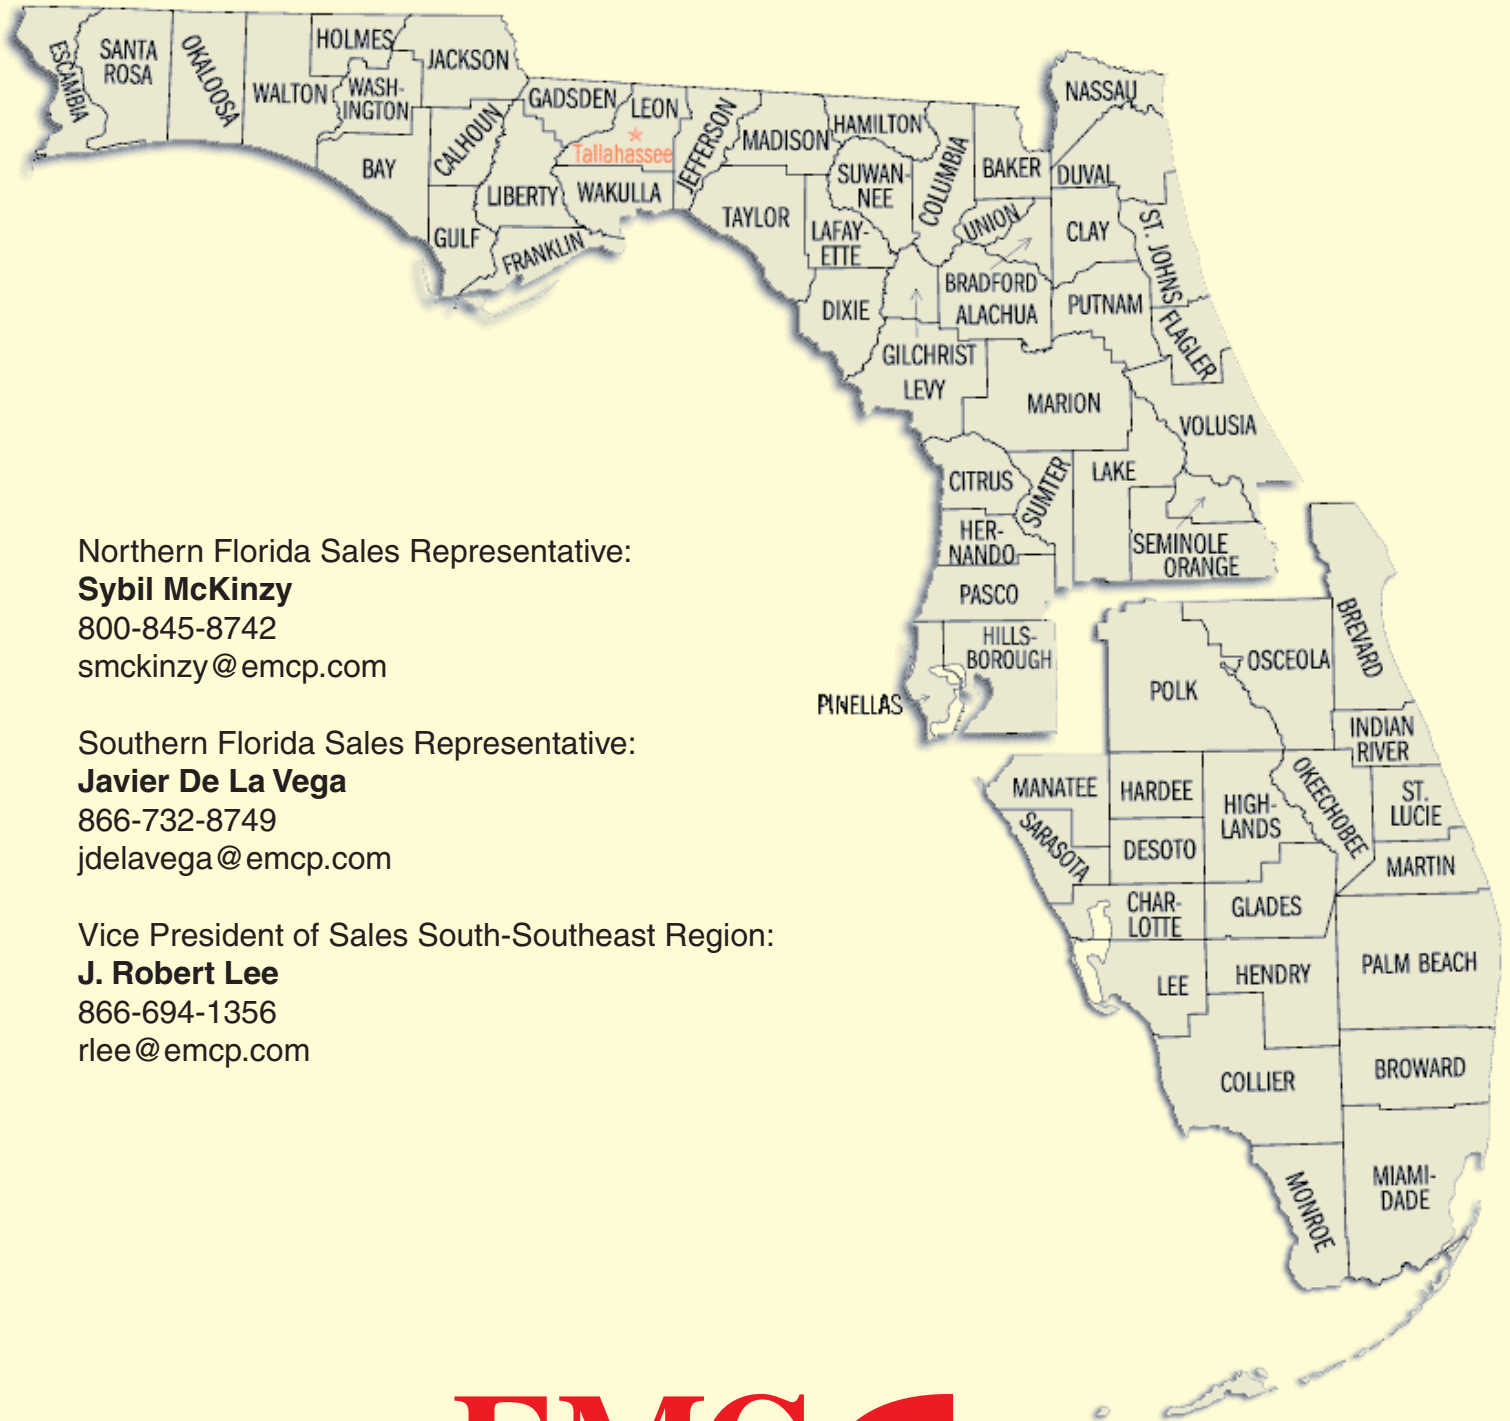 ESCAMBIA
SANTA
ROSA
OKALOOSA
WALTON
HOLMES
WASH-
INGTON
JACKSON
BAY
CALHOUN
GULF
LIBERTY
GADSDEN
LEON
Tallahassee
WAKULLA
FRANKLIN
JEFFERSON
MADISON
TAYLOR
HAMILTON
SUWAN-
NEE
LAFAY-
ETTE
DIXIE
COLUMBIA
BAKER
UNION
BRADFORD
ALACHUA
GILCHRIST
LEVY
NASSAU
DUVAL
CLAY
ST. JOHNS
PUTNAM
FLAGLER
MARION
VOLUSIA
CITRUS
SUMTER
LAKE
HER-
NANDO
SEMINOLE
ORANGE
PASCO
HILLS-
BOROUGH
PINELLAS
POLK
OSCEOLA
BREVARD
INDIAN
RIVER
MANATEE
HARDEE
HIGH-
LANDS
OKEECHOBEE
ST.
LUCIE
SARASOTA
DESOTO
MARTIN
CHAR-
LOTTE
GLADES
LEE
HENDRY
PALM BEACH
COLLIER
BROWARD
MONROE
MIAMI-
DADE
Northern Florida Sales Representative:
Sybil McKinzy
800-845-8742
smckinzy@emcp.com
Southern Florida Sales Representative:
Javier De La Vega
866-732-8749
jdelavega@emcp.com
Vice President of Sales South-Southeast Region:
J. Robert Lee
866-694-1356
rlee@emcp.com
EMC